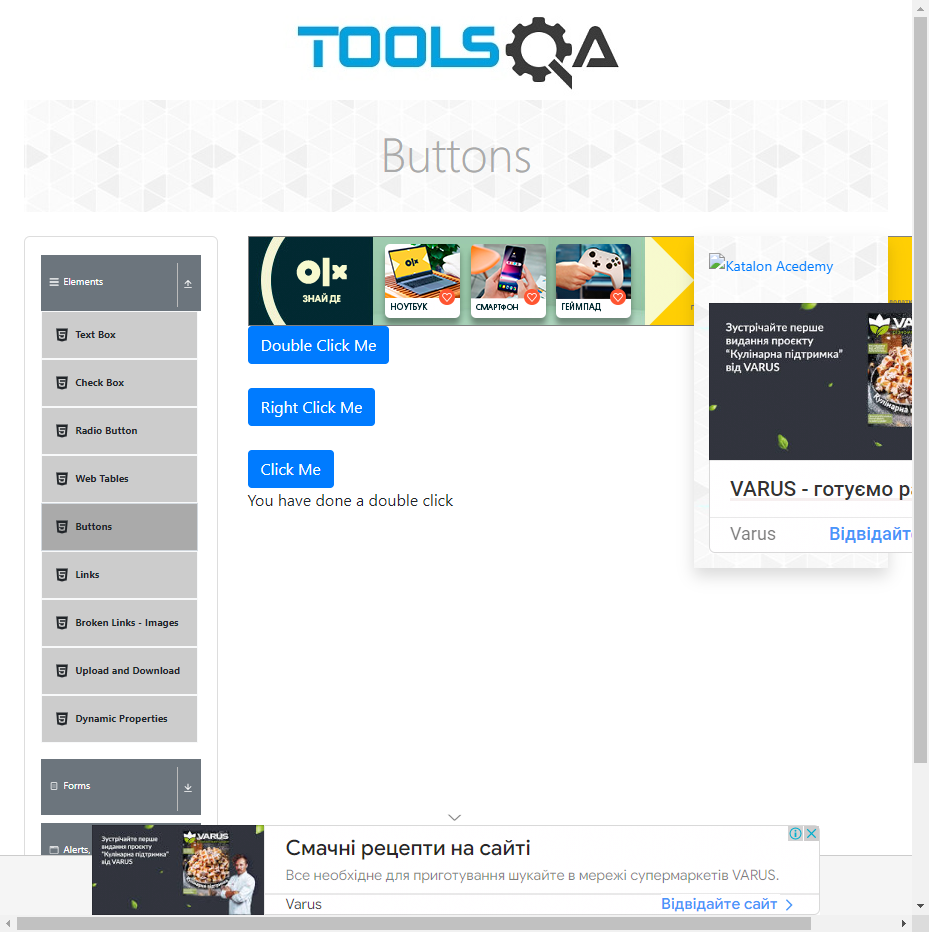 TOOLSQA
Buttons
Elements
Text Box
Check Box
Radio Button
Web Tables
Buttons
Links
Broken Links - Images
Upload and Download
Dynamic Properties
Forms
Alerts,
olx
ЗНАЙ ДЕ
olx
НОУТБУК
СМАРТФОН
ГЕЙМПАД
Double Click Me
Right Click Me
Click Me
You have done a double click
Katalon Acedemy
Зустрічайте перше
видання проєкту
"Кулінарна підтримка"
від VARUS
VARUS - готуємо
Varus
Відвідайт
Зустрічайте перше
видання проєкту
"Кулінарна підтримка"
від VARUS
VARUS
Смачні рецепти на сайті
Все необхідне для приготування шукайте в мережі супермаркетів VARUS.
Varus
Відвідайте сайт